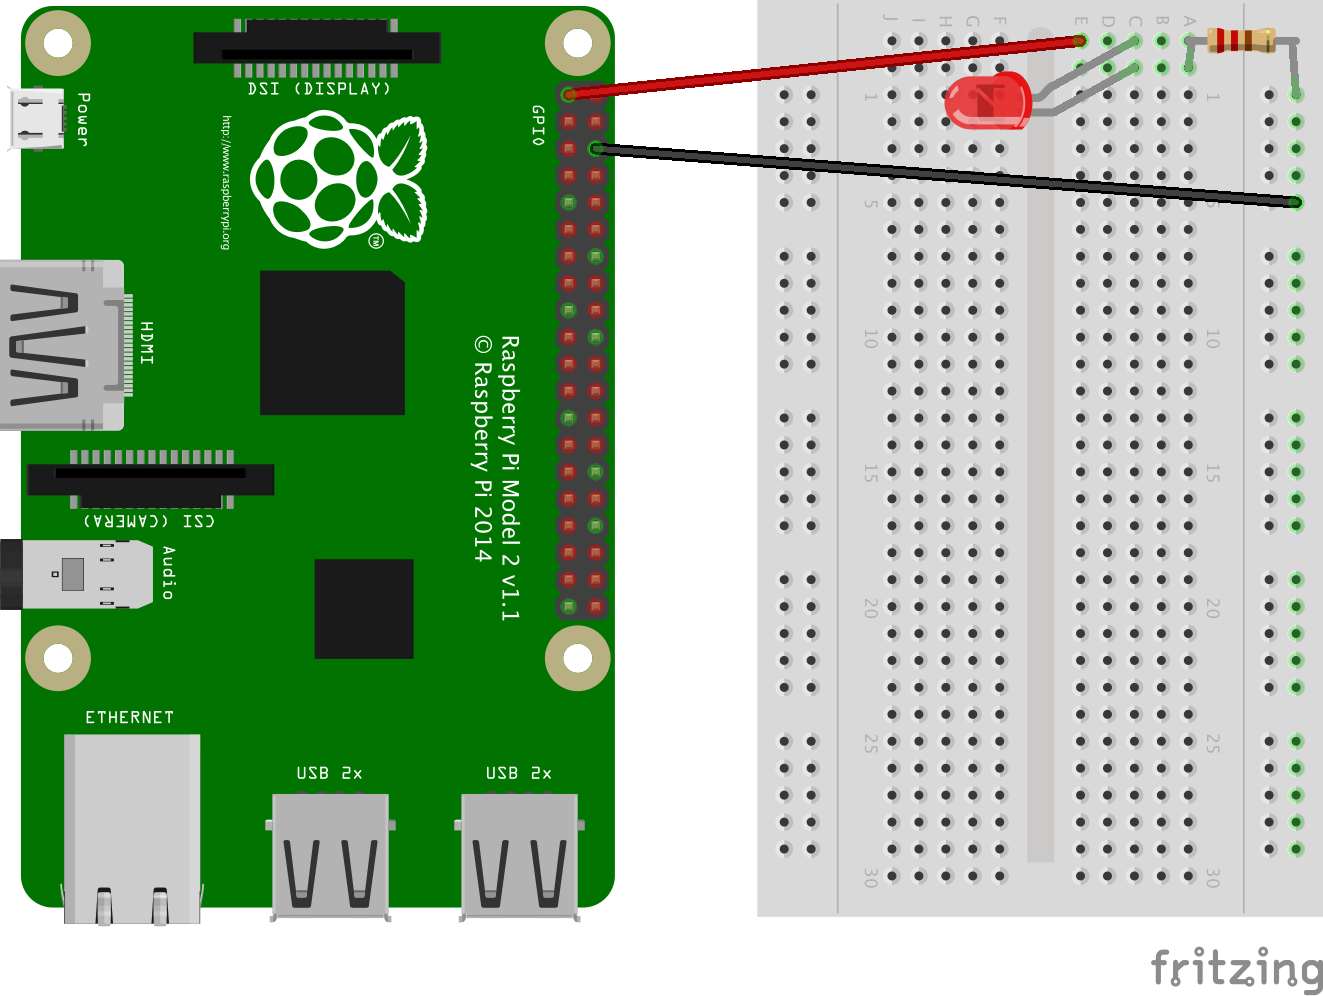 DSI (DISPLAY)
Power
http://www.raspberrypi.org
GPIO
TM
HDMI
Raspberry Pi Model 2 v1.1
© Raspberry Pi 2014
CSI (CAMERA)
Audio
ETHERNET
USB 2x
USB 2x
J I H G F E D C B A
1 1
5
10 10
15 15
20 20
25 25
30 30
fritzing